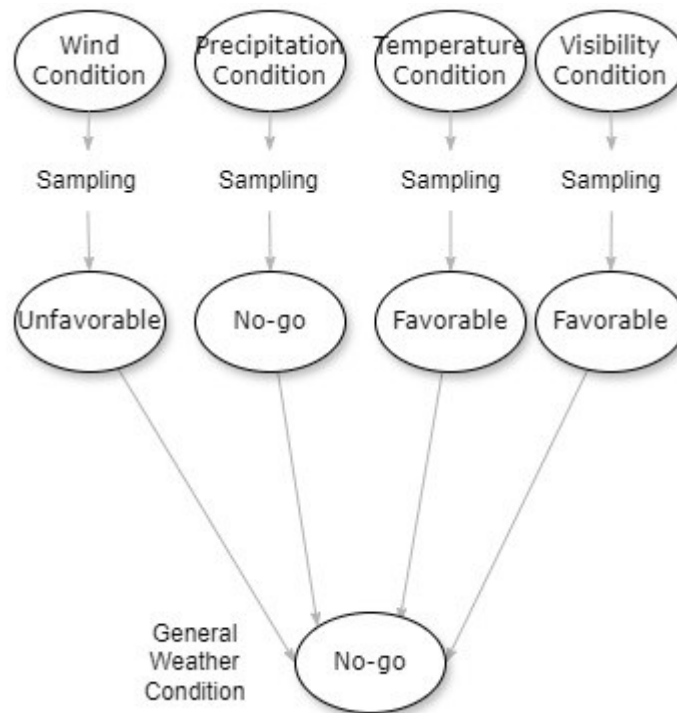 Wind
Condition
Precipitation
Condition
Temperature
Condition
Visibility
Condition
Sampling
Sampling
Sampling
Sampling
Unfavorable
No-go
Favorable
Favorable
General
Weather
Condition
No-go